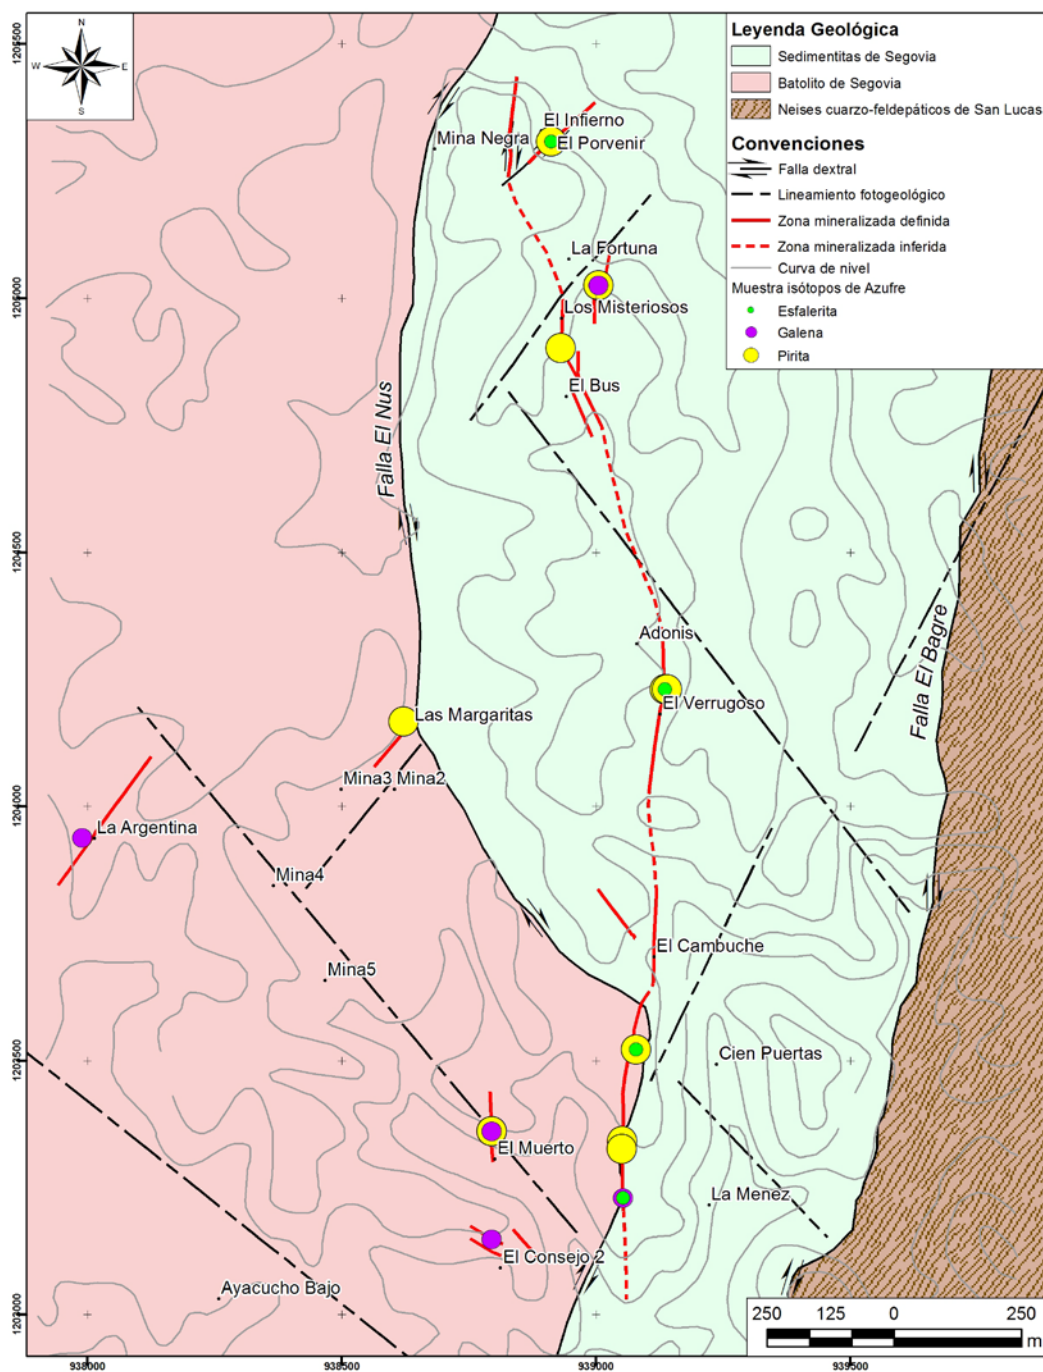 N
W E
S
Leyenda Geológica
Sedimentitas de Segovia
Batolito de Segovia
Neises cuarzo-feldepáticos de San Lucas
Convenciones
Falla dextral
Lineamiento fotogeológico
Zona mineralizada definida
Zona mineralizada inferida
Curva de nivel
Muestra isótopos de Azufre
Esfalerita
Galena
Pirita
El Infierno
Mina Negra
El Porvenir
La Fortuna
Los Misteriosos
El Bus
Falla El Nus
Adonis
Falla El Bagre
El Verrugoso
Las Margaritas
Mina3 Mina2
La Argentina
Mina4
El Cambuche
Mina5
Cien Puertas
El Muerto
La Menez
El Consejo 2
Ayacucho Bajo
250 125 0 250
m
1205000
1204500
1204000
938000 938500 939000 939500